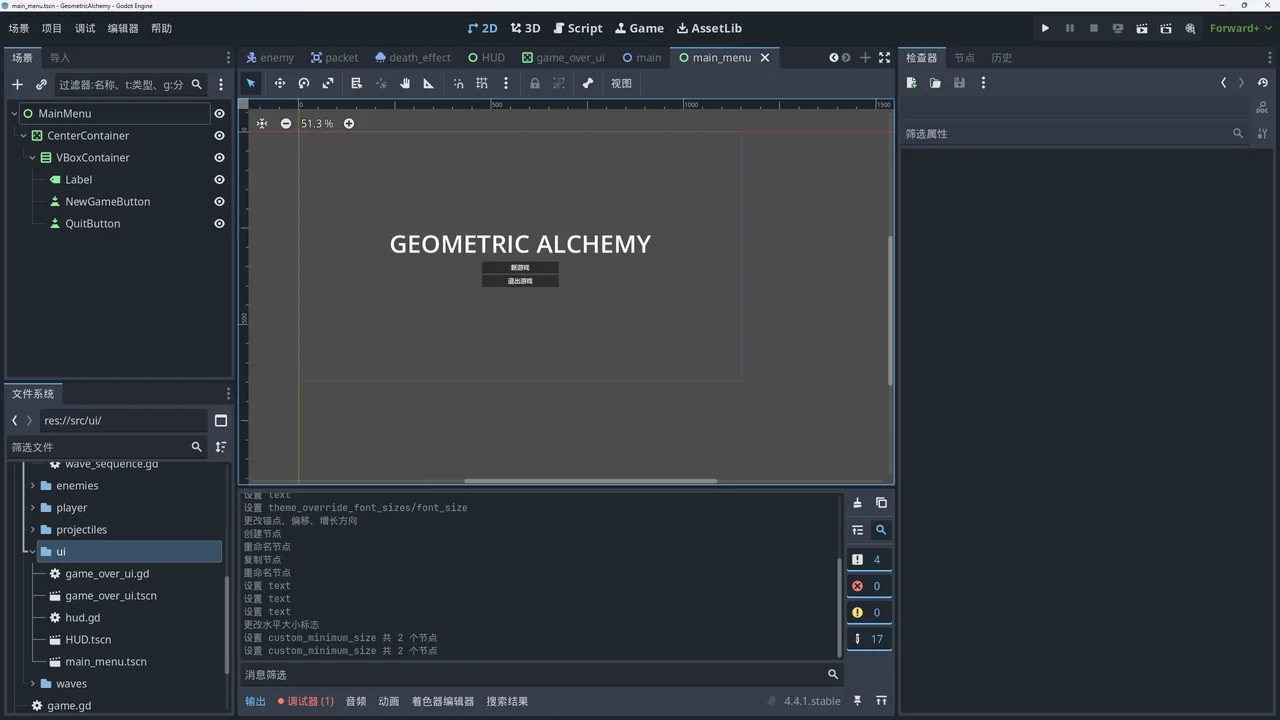 main_menu.tscn - GeometricAlchemy - Godot Engine
场景 项目 调试 编辑器 帮助
2D 3D Script Game AssetLib
Forward+
场景 导入
enemy packet death_effect HUD game_over_ui main main_menu
检查器 节点 历史
过滤器:名称、t:类型、g:分
视图
0 500 1000 1500
51.3 %
筛选属性
MainMenu
CenterContainer
VBoxContainer
Label
NewGameButton
QuitButton
0
500
GEOMETRIC ALCHEMY
新游戏
退出游戏
文件系统
res://src/ui/
筛选文件
wave_sequence.gd
enemies
player
projectiles
ui
game_over_ui.gd
game_over_ui.tscn
hud.gd
HUD.tscn
main_menu.tscn
waves
game.gd
设置 text
设置 theme_override_font_sizes/font_size
更改锚点、偏移、增长方向
创建节点
重命名节点
复制节点
重命名节点
设置 text
设置 text
设置 text
更改水平大小标志
设置 custom_minimum_size 共 2 个节点
设置 custom_minimum_size 共 2 个节点
4
0
0
17
消息筛选
输出 调试器 (1) 音频 动画 着色器编辑器 搜索结果
4.4.1.stable